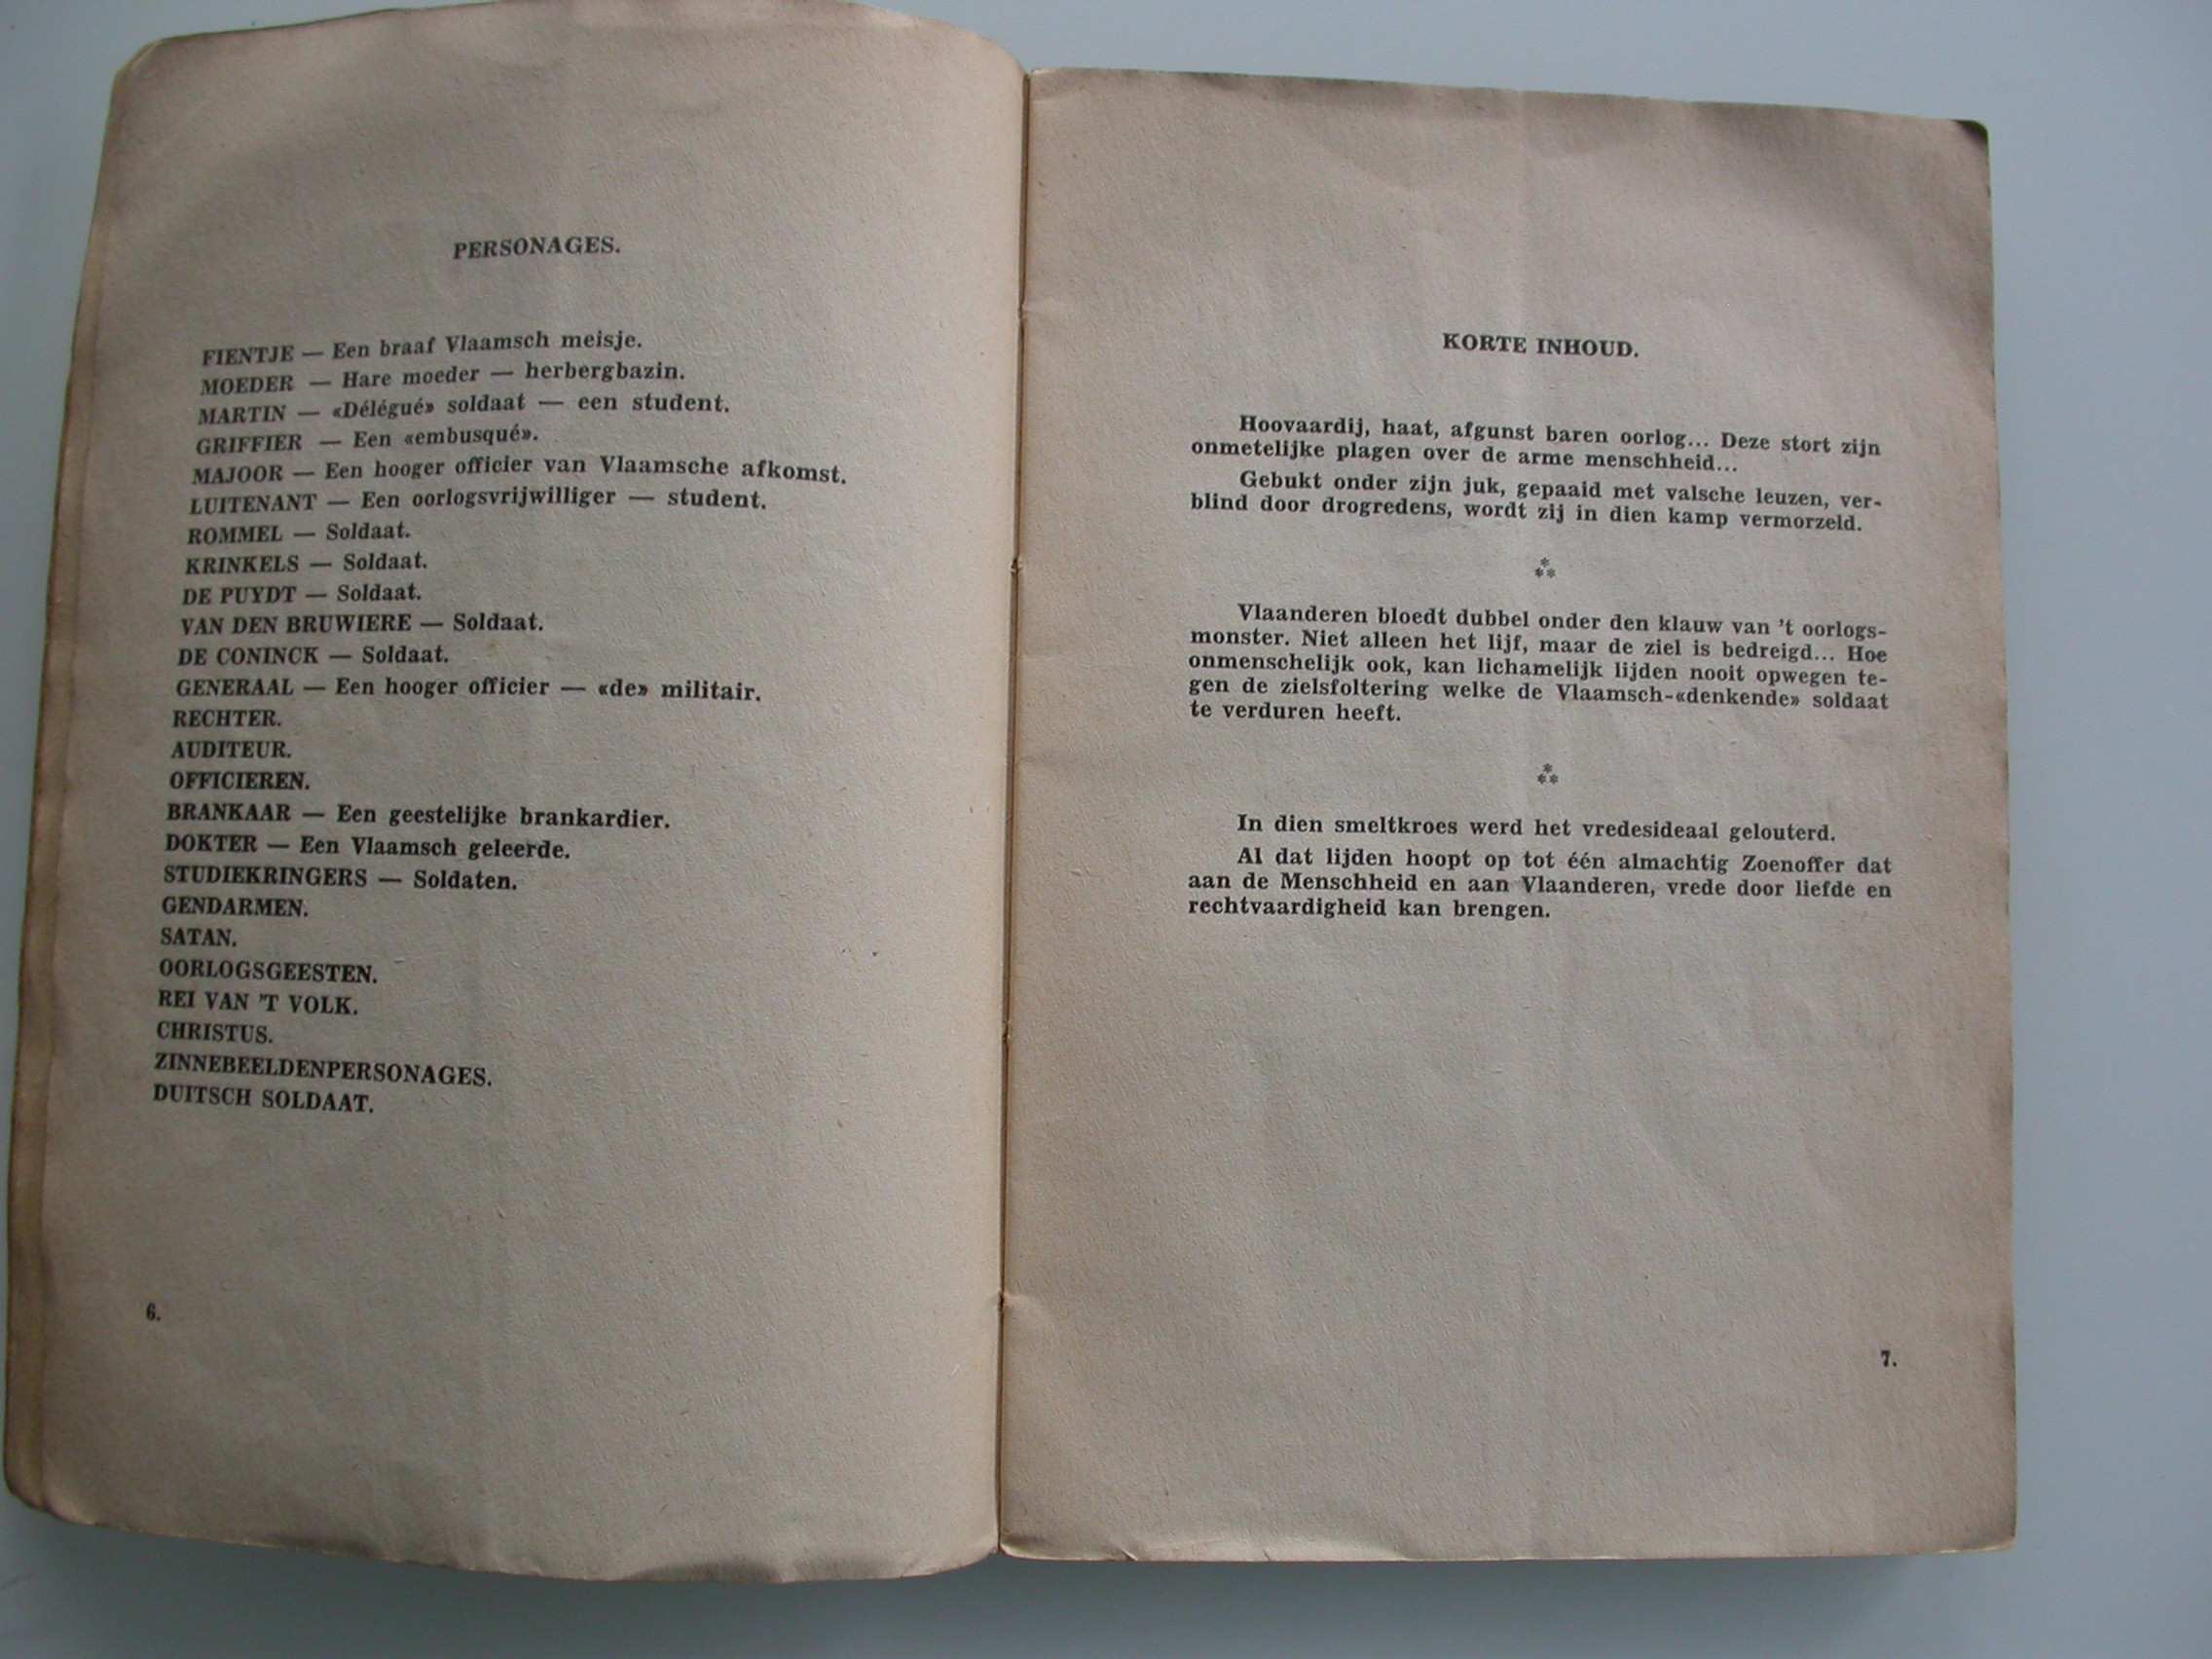 PERSONAGES.
FIENTJE — Een braaf Vlaamsch meisje.
MOEDER — Hare moeder — herbergbazin.
MARTIN — «Délégué» soldaat — een student.
GRIFFIER — Een «embusqué».
MAJOOR — Een hooger officier van Vlaamsche afkomst.
LUITENANT — Een oorlogsvrijwilliger — student.
ROMMEL — Soldaat.
KRINKELS — Soldaat.
DE PUYDT — Soldaat.
VAN DEN BRUWIERE — Soldaat.
DE CONINCK — Soldaat.
GENERAAL — Een hooger officier — «de» militair.
RECHTER.
AUDITEUR.
OFFICIEREN.
BRANKAAR — Een geestelijke brankardier.
DOKTER — Een Vlaamsch geleerde.
STUDIEKRINGERS — Soldaten.
GENDARMEN.
SATAN.
OORLOGSGEESTEN.
REI VAN 'T VOLK.
CHRISTUS.
ZINNEBEELDENPERSONAGES.
DUITSCH SOLDAAT.
6.
KORTE INHOUD.
Hoovaardij, haat, afgunst baren oorlog... Deze stort zijn
onmetelijke plagen over de arme menschheid...
Gebukt onder zijn juk, gepaaid met valsche leuzen, ver-
blind door drogredens, wordt zij in dien kamp vermorzeld.
⁂
Vlaanderen bloedt dubbel onder den klauw van 't oorlogs-
monster. Niet alleen het lijf, maar de ziel is bedreigd... Hoe
onmenschelijk ook, kan lichamelijk lijden nooit opwegen te-
gen de zielsfoltering welke de Vlaamsch-«denkende» soldaat
te verduren heeft.
⁂
In dien smeltkroes werd het vredesideaal gelouterd.
Al dat lijden hoopt op tot één almachtig Zoenoffer dat
aan de Menschheid en aan Vlaanderen, vrede door liefde en
rechtvaardigheid kan brengen.
7.